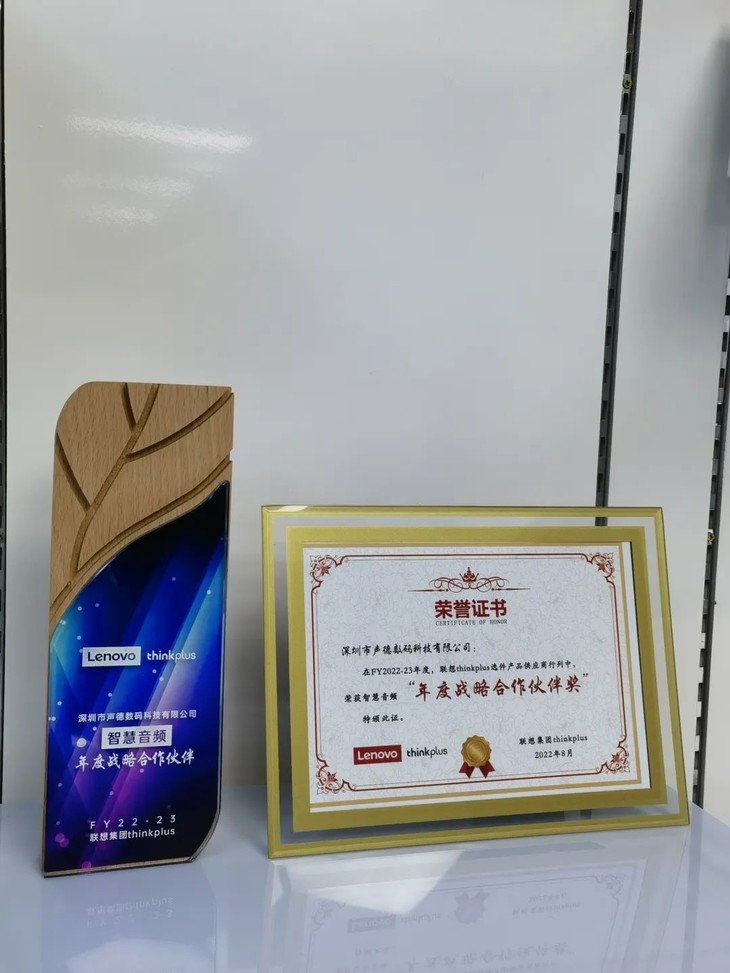 Lenovo thinkplus
深圳市声德数码科技有限公司
智慧音频
年度战略合作伙伴
FY22-23
联想集团thinkplus
荣誉证书
CERTIFICATE OF HONOR
深圳市声德数码科技有限公司：
在FY2022-23年度，联想thinkplus选件产品供应商行列中，
荣获智慧音频“年度战略合作伙伴奖”
特颁此证。
Lenovo thinkplus
联想集团thinkplus
2022年8月